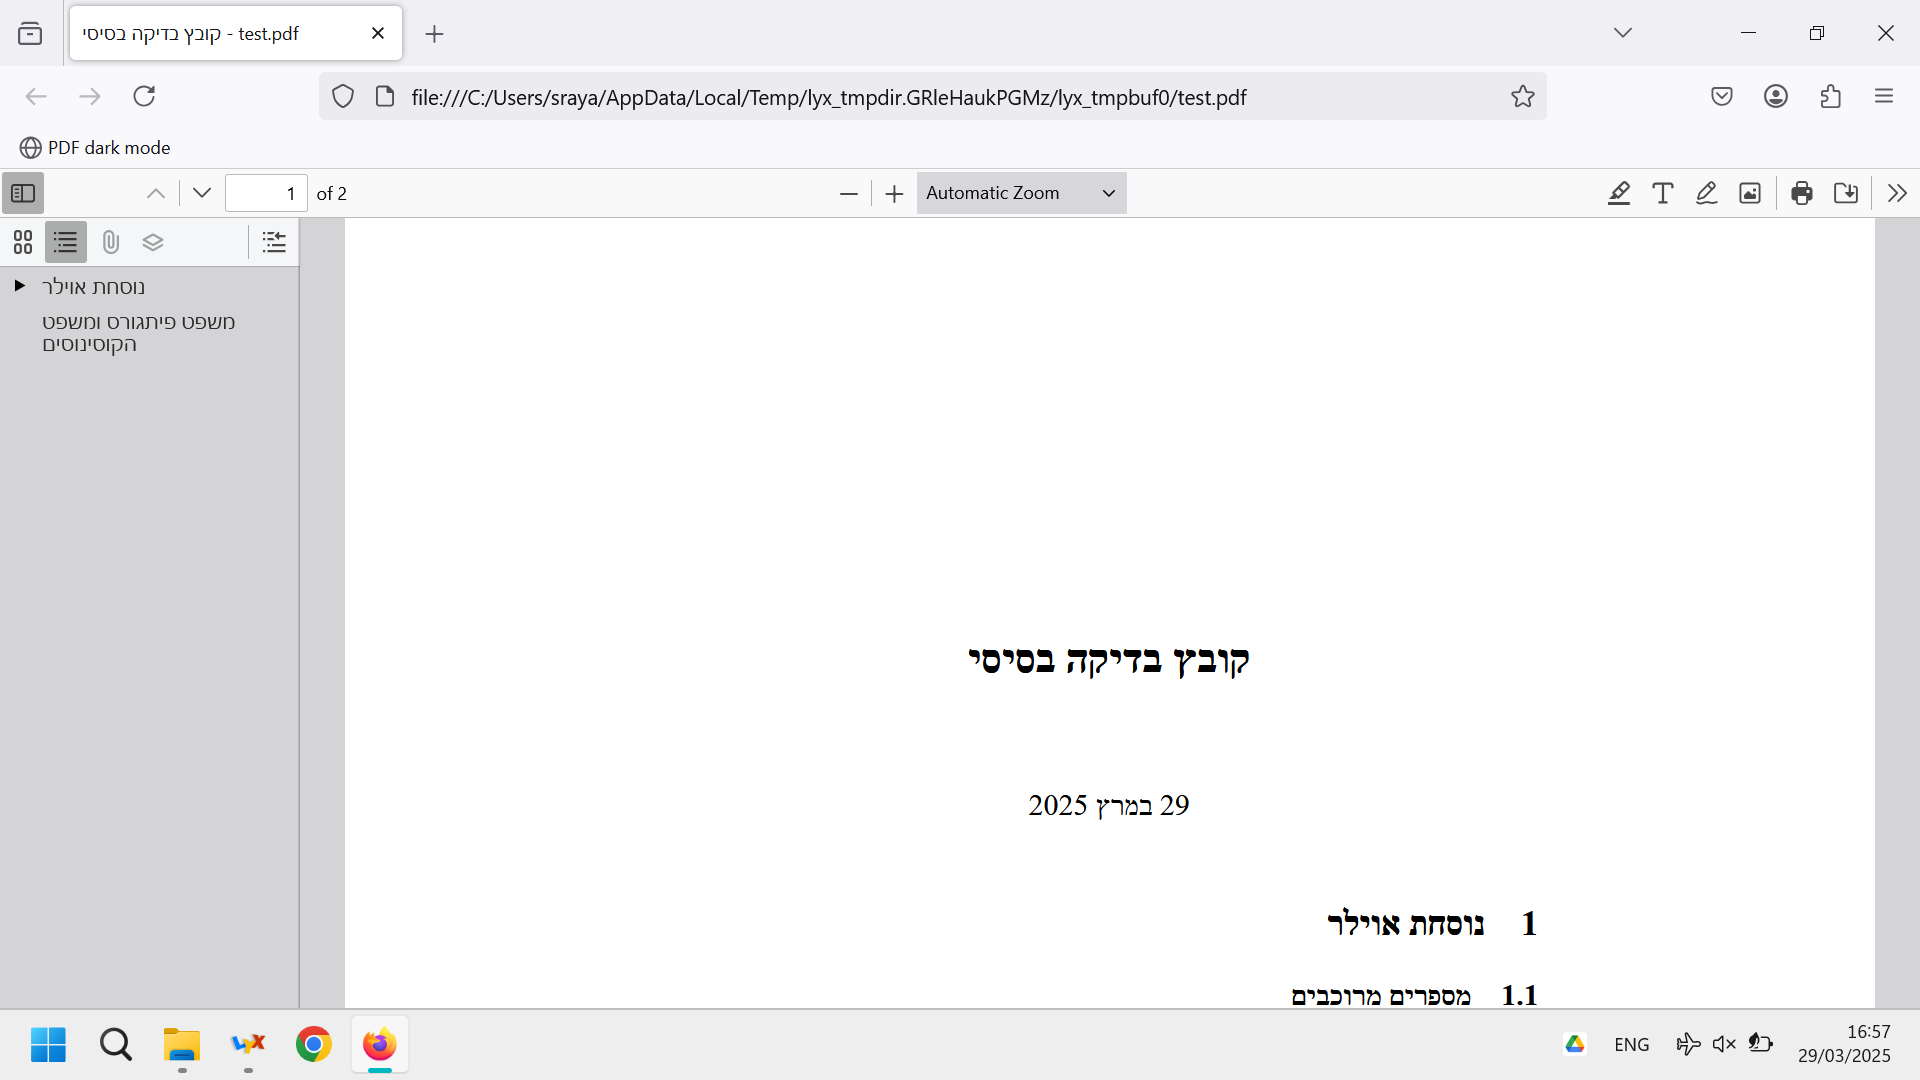 קובץ בדיקה בסיסי - test.pdf
file:///C:/Users/sraya/AppData/Local/Temp/lyx_tmpdir.GRleHaukPGMz/lyx_tmpbuf0/test.pdf
PDF dark mode
1 of 2
Automatic Zoom
נוסחת אוילר
משפט פיתגורס ומשפט
הקוסינוסים
קובץ בדיקה בסיסי
29 במרץ 2025
1 נוסחת אוילר
1.1 מספרים מרוכבים
LYX
ENG
16:57
29/03/2025